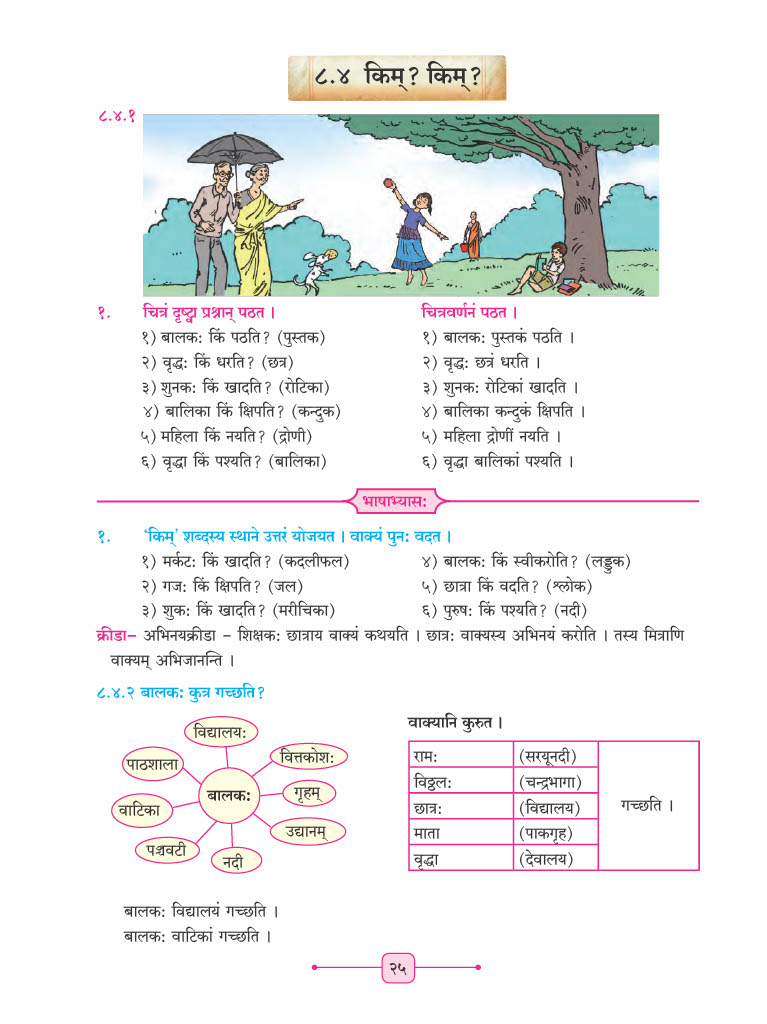 ८.४ किम्? किम्?
८.४.१
१. चित्रं दृष्ट्वा प्रश्नान् पठत ।
१) बालकः किं पठति? (पुस्तक)
२) वृद्धः किं धरति? (छत्र)
३) शुनकः किं खादति? (रोटिका)
४) बालिका किं क्षिपति? (कन्दुक)
५) महिला किं नयति? (द्रोणी)
६) वृद्धा किं पश्यति? (बालिका)
चित्रवर्णनं पठत ।
१) बालकः पुस्तकं पठति ।
२) वृद्धः छत्रं धरति ।
३) शुनकः रोटिकां खादति ।
४) बालिका कन्दुकं क्षिपति ।
५) महिला द्रोणीं नयति ।
६) वृद्धा बालिकां पश्यति ।
भाषाभ्यासः
१. ‘किम्’ शब्दस्य स्थाने उत्तरं योजयत । वाक्यं पुनः वदत ।
१) मर्कटः किं खादति? (कदलीफल)
२) गजः किं क्षिपति? (जल)
३) शुकः किं खादति? (मरीचिका)
४) बालकः किं स्वीकरोति? (लड्डुक)
५) छात्रा किं वदति? (श्लोक)
६) पुरुषः किं पश्यति? (नदी)
क्रीडा– अभिनयक्रीडा – शिक्षकः छात्राय वाक्यं कथयति । छात्रः वाक्यस्य अभिनयं करोति । तस्य मित्राणि
वाक्यम् अभिजानन्ति ।
८.४.२ बालकः कुत्र गच्छति?
विद्यालयः
पाठशाला
वित्तकोशः
बालकः
गृहम्
वाटिका
उद्यानम्
पञ्चवटी
नदी
वाक्यानि कुरुत ।
रामः (सरयूनदी)
विठ्ठलः (चन्द्रभागा)
छात्रः (विद्यालय) गच्छति ।
माता (पाकगृह)
वृद्धा (देवालय)
बालकः विद्यालयं गच्छति ।
बालकः वाटिकां गच्छति ।
२५